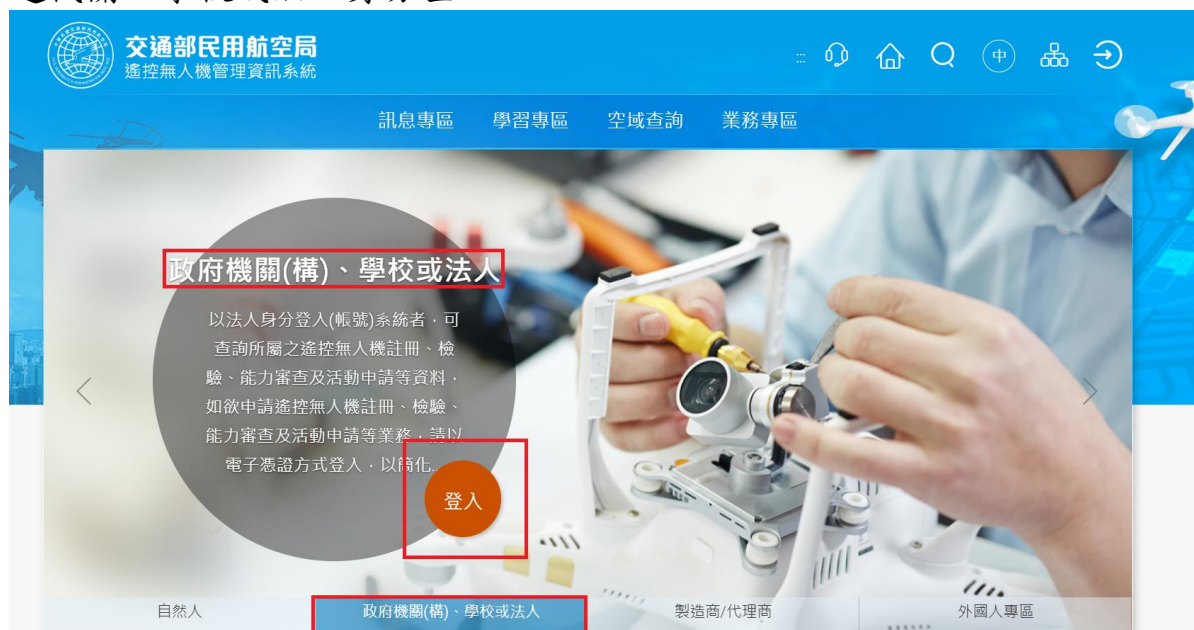 交通部民用航空局
遙控無人機管理資訊系統
:::
中
訊息專區 學習專區 空域查詢 業務專區
政府機關(構)、學校或法人
以法人身分登入(帳號)系統者，可
查詢所屬之遙控無人機註冊、檢
驗、能力審查及活動申請等資料，
如欲申請遙控無人機註冊、檢驗、
能力審查及活動申請等業務，請以
電子憑證方式登入，以簡化...
登入
自然人 政府機關(構)、學校或法人 製造商/代理商 外國人專區